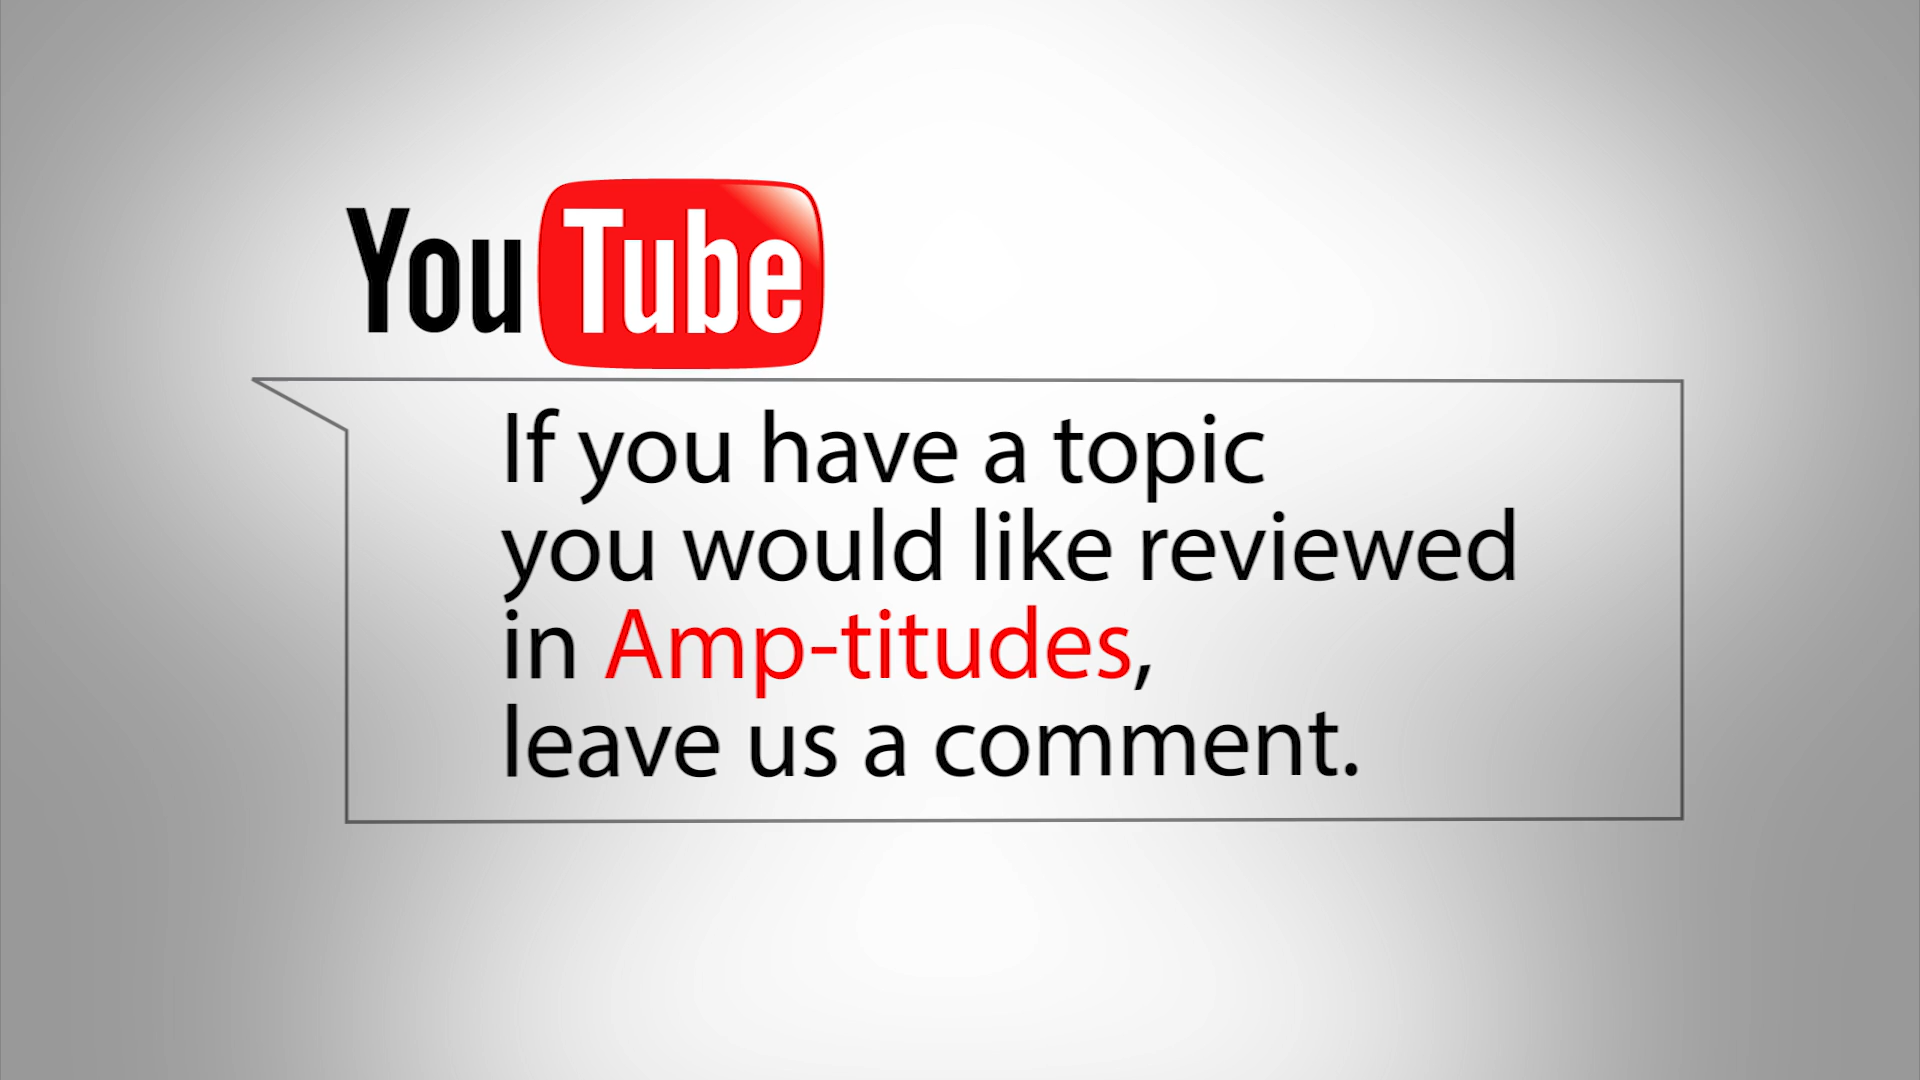 YouTube
If you have a topic
you would like reviewed
in Amp-titudes,
leave us a comment.